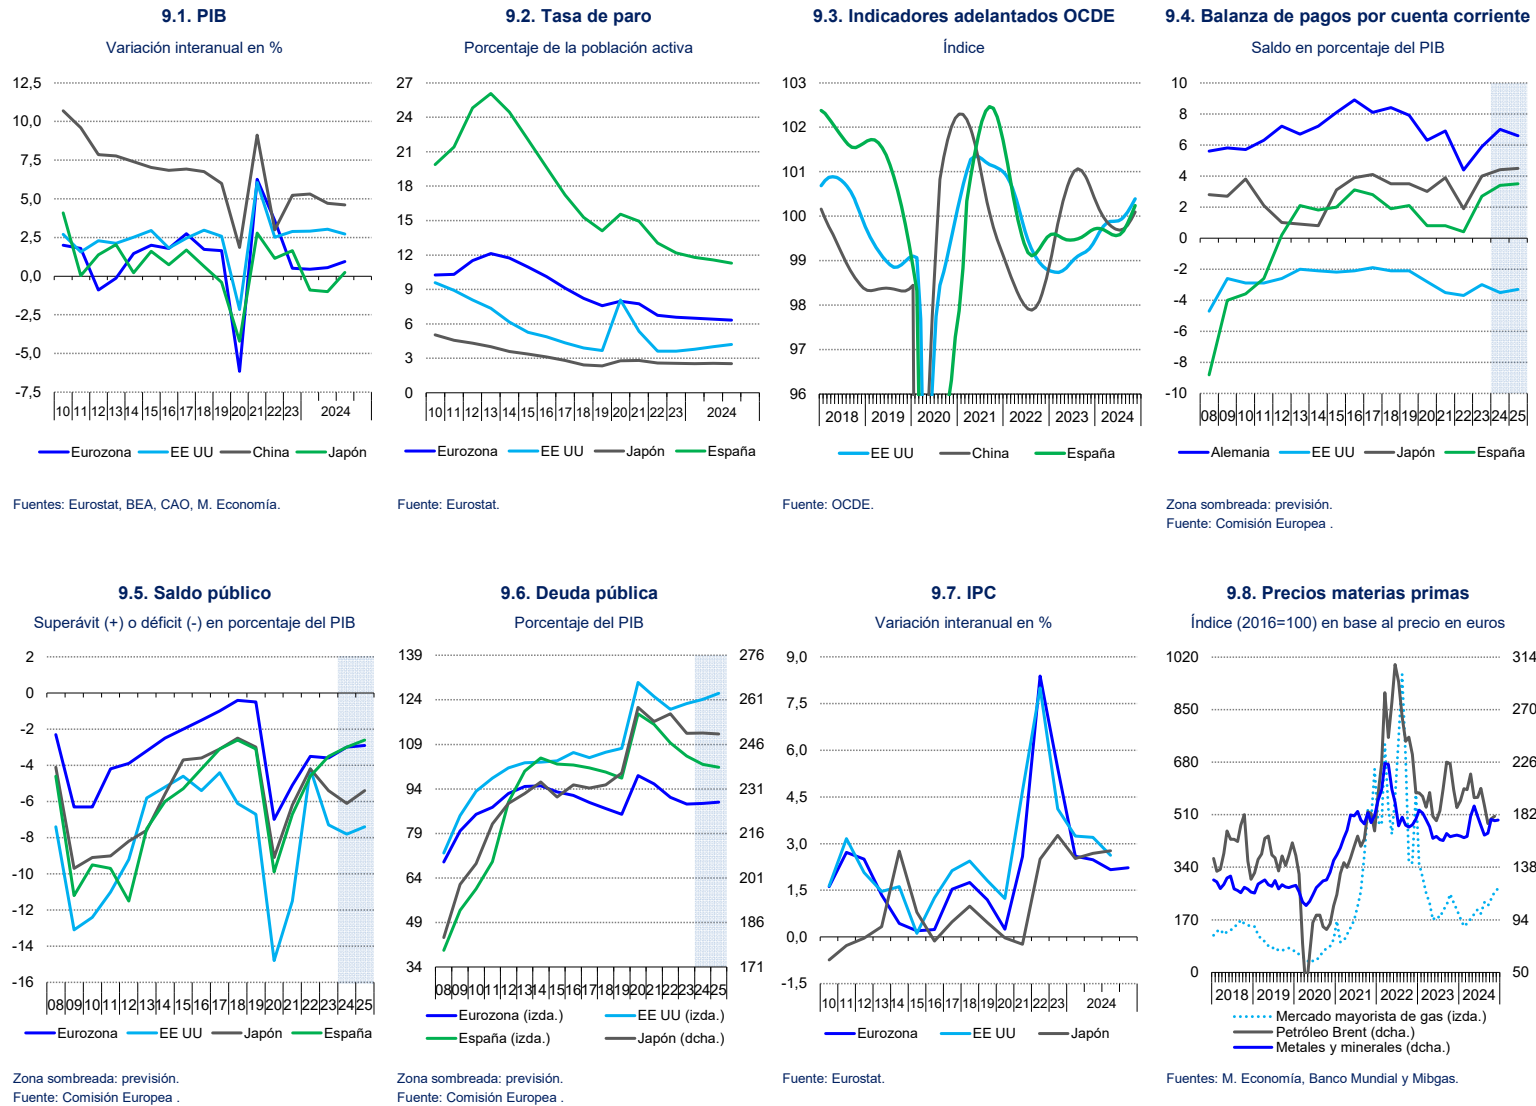 9.1. PIB
Variación interanual en %
12,5
10,0
7,5
5,0
2,5
0,0
-2,5
-5,0
-7,5
10 11 12 13 14 15 16 17 18 19 20 21 22 23 2024
Eurozona EE UU China Japón
Fuentes: Eurostat, BEA, CAO, M. Economía.
9.2. Tasa de paro
Porcentaje de la población activa
27
24
21
18
15
12
9
6
3
0
10 11 12 13 14 15 16 17 18 19 20 21 22 23 2024
Eurozona EE UU Japón España
Fuente: Eurostat.
9.3. Indicadores adelantados OCDE
Índice
103
102
101
100
99
98
97
96
2018 2019 2020 2021 2022 2023 2024
EE UU China España
Fuente: OCDE.
9.4. Balanza de pagos por cuenta corriente
Saldo en porcentaje del PIB
10
8
6
4
2
0
-2
-4
-6
-8
-10
08 09 10 11 12 13 14 15 16 17 18 19 20 21 22 23 24 25
Alemania EE UU Japón España
Zona sombreada: previsión.
Fuente: Comisión Europea .
9.5. Saldo público
Superávit (+) o déficit (-) en porcentaje del PIB
2
0
-2
-4
-6
-8
-10
-12
-14
-16
08 09 10 11 12 13 14 15 16 17 18 19 20 21 22 23 24 25
Eurozona EE UU Japón España
Zona sombreada: previsión.
Fuente: Comisión Europea .
9.6. Deuda pública
Porcentaje del PIB
139 276
124 261
109 246
94 231
79 216
64 201
49 186
34 171
08 09 10 11 12 13 14 15 16 17 18 19 20 21 22 23 24 25
Eurozona (izda.) EE UU (izda.)
España (izda.) Japón (dcha.)
Zona sombreada: previsión.
Fuente: Comisión Europea .
9.7. IPC
Variación interanual en %
9,0
7,5
6,0
4,5
3,0
1,5
0,0
-1,5
10 11 12 13 14 15 16 17 18 19 20 21 22 23 2024
Eurozona EE UU Japón
Fuente: Eurostat.
9.8. Precios materias primas
Índice (2016=100) en base al precio en euros
1020 314
850 270
680 226
510 182
340 138
170 94
0 50
2018 2019 2020 2021 2022 2023 2024
Mercado mayorista de gas (izda.)
Petróleo Brent (dcha.)
Metales y minerales (dcha.)
Fuentes: M. Economía, Banco Mundial y Mibgas.